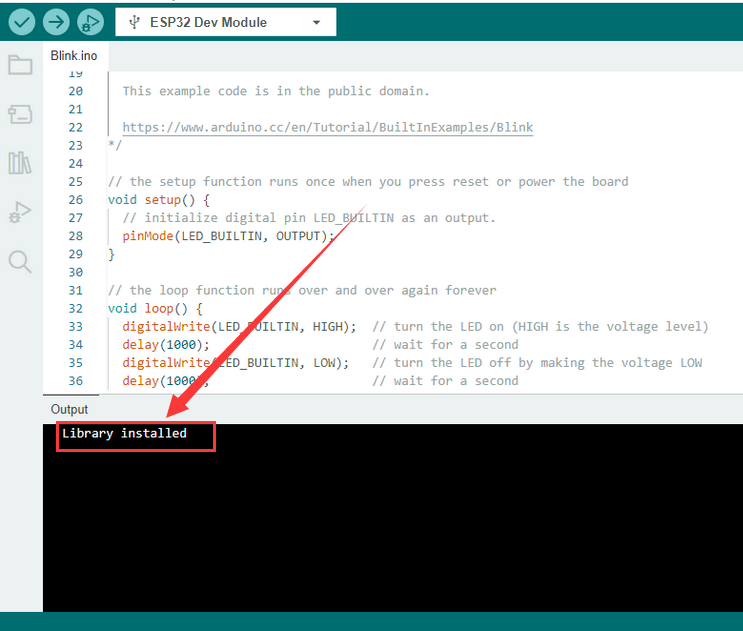 ESP32 Dev Module
Blink.ino
19
20 This example code is in the public domain.
21
22 https://www.arduino.cc/en/Tutorial/BuiltInExamples/Blink
23 */
24
25 // the setup function runs once when you press reset or power the board
26 void setup() {
27 // initialize digital pin LED_BUILTIN as an output.
28 pinMode(LED_BUILTIN, OUTPUT);
29 }
30
31 // the loop function runs over and over again forever
32 void loop() {
33 digitalWrite(LED_BUILTIN, HIGH); // turn the LED on (HIGH is the voltage level)
34 delay(1000); // wait for a second
35 digitalWrite(LED_BUILTIN, LOW); // turn the LED off by making the voltage LOW
36 delay(1000); // wait for a second
Output
Library installed